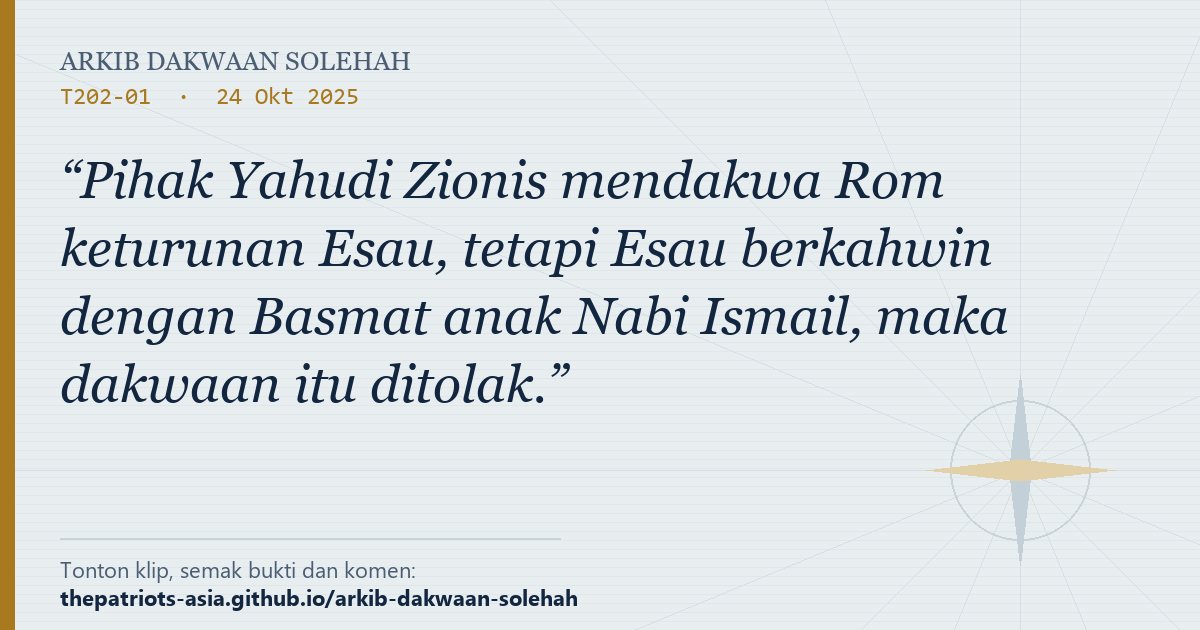 ARKIB DAKWAAN SOLEHAH
T202-01 · 24 Okt 2025
“Pihak Yahudi Zionis mendakwa Rom
keturunan Esau, tetapi Esau berkahwin
dengan Basmat anak Nabi Ismail, maka
dakwaan itu ditolak.”
Tonton klip, semak bukti dan komen:
thepatriots-asia.github.io/arkib-dakwaan-solehah